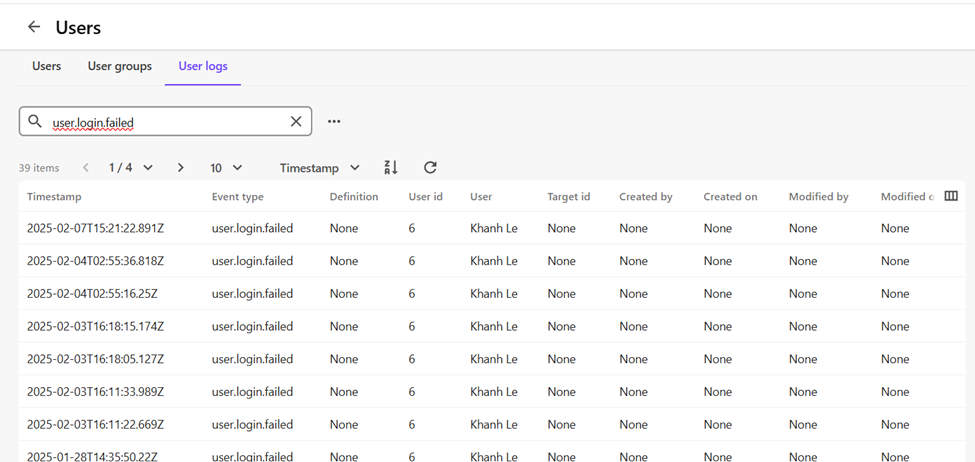 Users
Users User groups User logs
user.login.failed
39 items 1 / 4 10 Timestamp
Timestamp Event type Definition User id User Target id Created by Created on Modified by Modified o
2025-02-07T15:21:22.891Z user.login.failed None 6 Khanh Le None None None None None
2025-02-04T02:55:36.818Z user.login.failed None 6 Khanh Le None None None None None
2025-02-04T02:55:16.25Z user.login.failed None 6 Khanh Le None None None None None
2025-02-03T16:18:15.174Z user.login.failed None 6 Khanh Le None None None None None
2025-02-03T16:18:05.127Z user.login.failed None 6 Khanh Le None None None None None
2025-02-03T16:11:33.989Z user.login.failed None 6 Khanh Le None None None None None
2025-02-03T16:11:22.669Z user.login.failed None 6 Khanh Le None None None None None
2025-01-28T14:35:50.22Z user.login.failed None 6 Khanh Le None None None None None